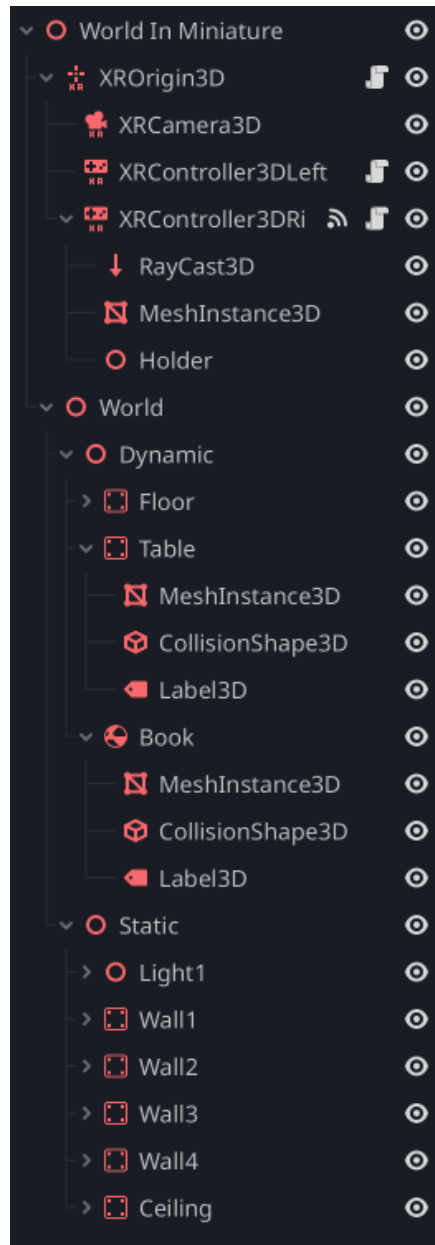 World In Miniature
XROrigin3D
XRCamera3D
XRController3DLeft
XRController3DRi
RayCast3D
MeshInstance3D
Holder
World
Dynamic
Floor
Table
MeshInstance3D
CollisionShape3D
Label3D
Book
MeshInstance3D
CollisionShape3D
Label3D
Static
Light1
Wall1
Wall2
Wall3
Wall4
Ceiling